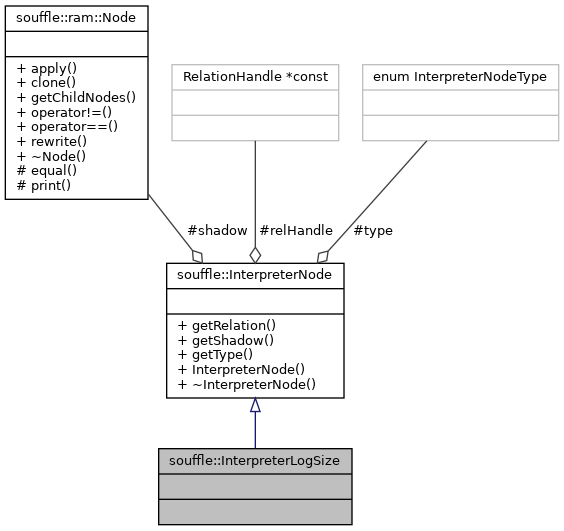 souffle::ram::Node
+ apply()
+ clone()
+ getChildNodes()
+ operator!=()
+ operator==()
+ rewrite()
+ ~Node()
# equal()
# print()
RelationHandle *const
enum InterpreterNodeType
#shadow
#relHandle
#type
souffle::InterpreterNode
+ getRelation()
+ getShadow()
+ getType()
+ InterpreterNode()
+ ~InterpreterNode()
souffle::InterpreterLogSize